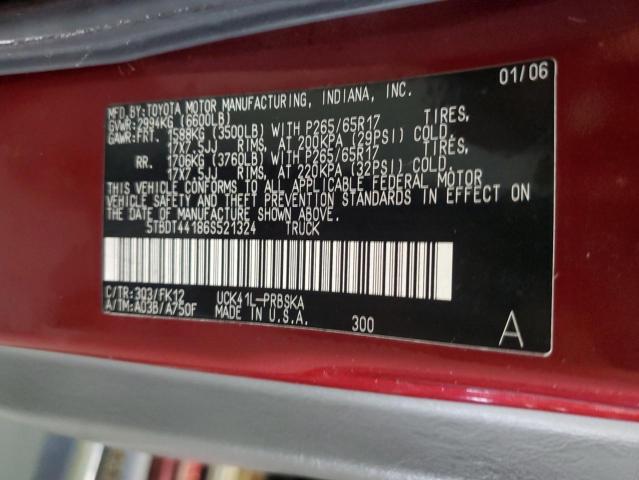 01/06
MFD.BY:TOYOTA MOTOR MANUFACTURING, INDIANA, INC.
GVWR:2994KG (6600LB)
GAWR:FRT. 1588KG (3500LB) WITH P265/65R17 TIRES,
17X7.5JJ RIMS, AT 200KPA (29PSI) COLD.
RR. 1706KG (3760LB) WITH P265/65R17 TIRES,
17X7.5JJ RIMS, AT 220KPA (32PSI) COLD.
THIS VEHICLE CONFORMS TO ALL APPLICABLE FEDERAL MOTOR
VEHICLE SAFETY AND THEFT PREVENTION STANDARDS IN EFFECT ON
THE DATE OF MANUFACTURE SHOWN ABOVE.
5TBDT44186S521324 TRUCK
C/TR:3Q3/FK12 UCK41L-PRBSKA
A/TM:A03B/A750F MADE IN U.S.A. 300
A